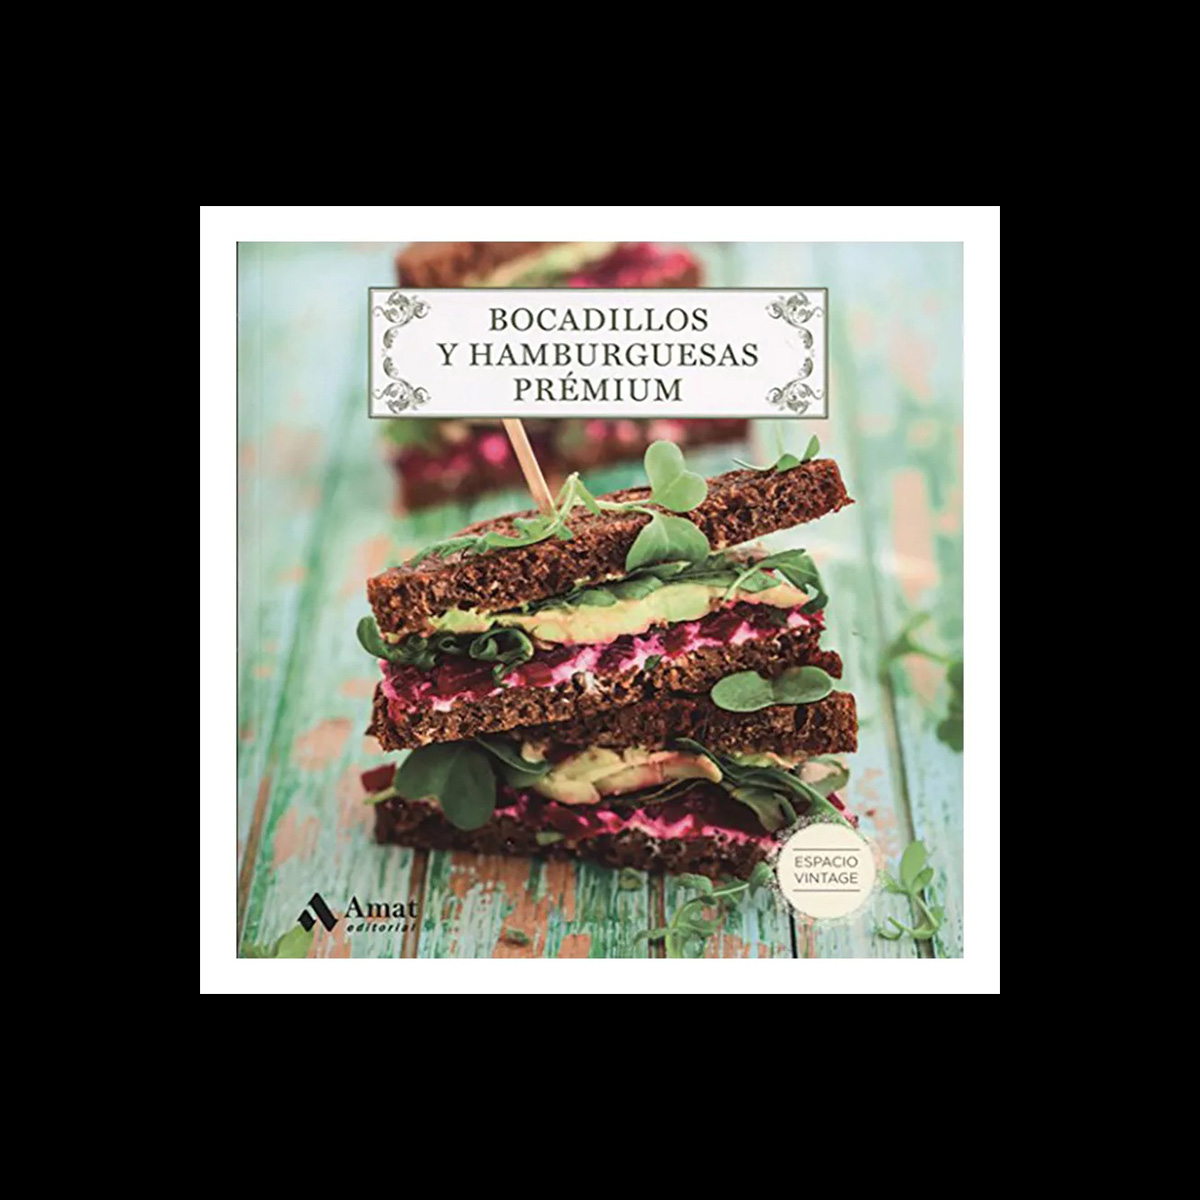 BOCADILLOS
Y HAMBURGUESAS
PRÉMIUM
ESPACIO
VINTAGE
Amat
editorial